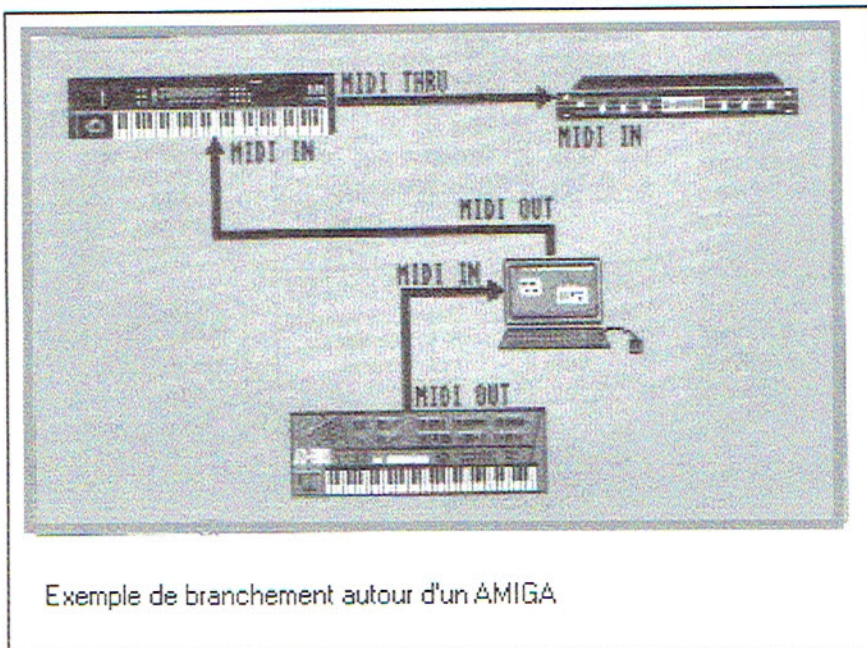 MIDI THRU
MIDI IN
MIDI IN
MIDI OUT
MIDI IN
MIDI OUT
Exemple de branchement autour d'un AMIGA